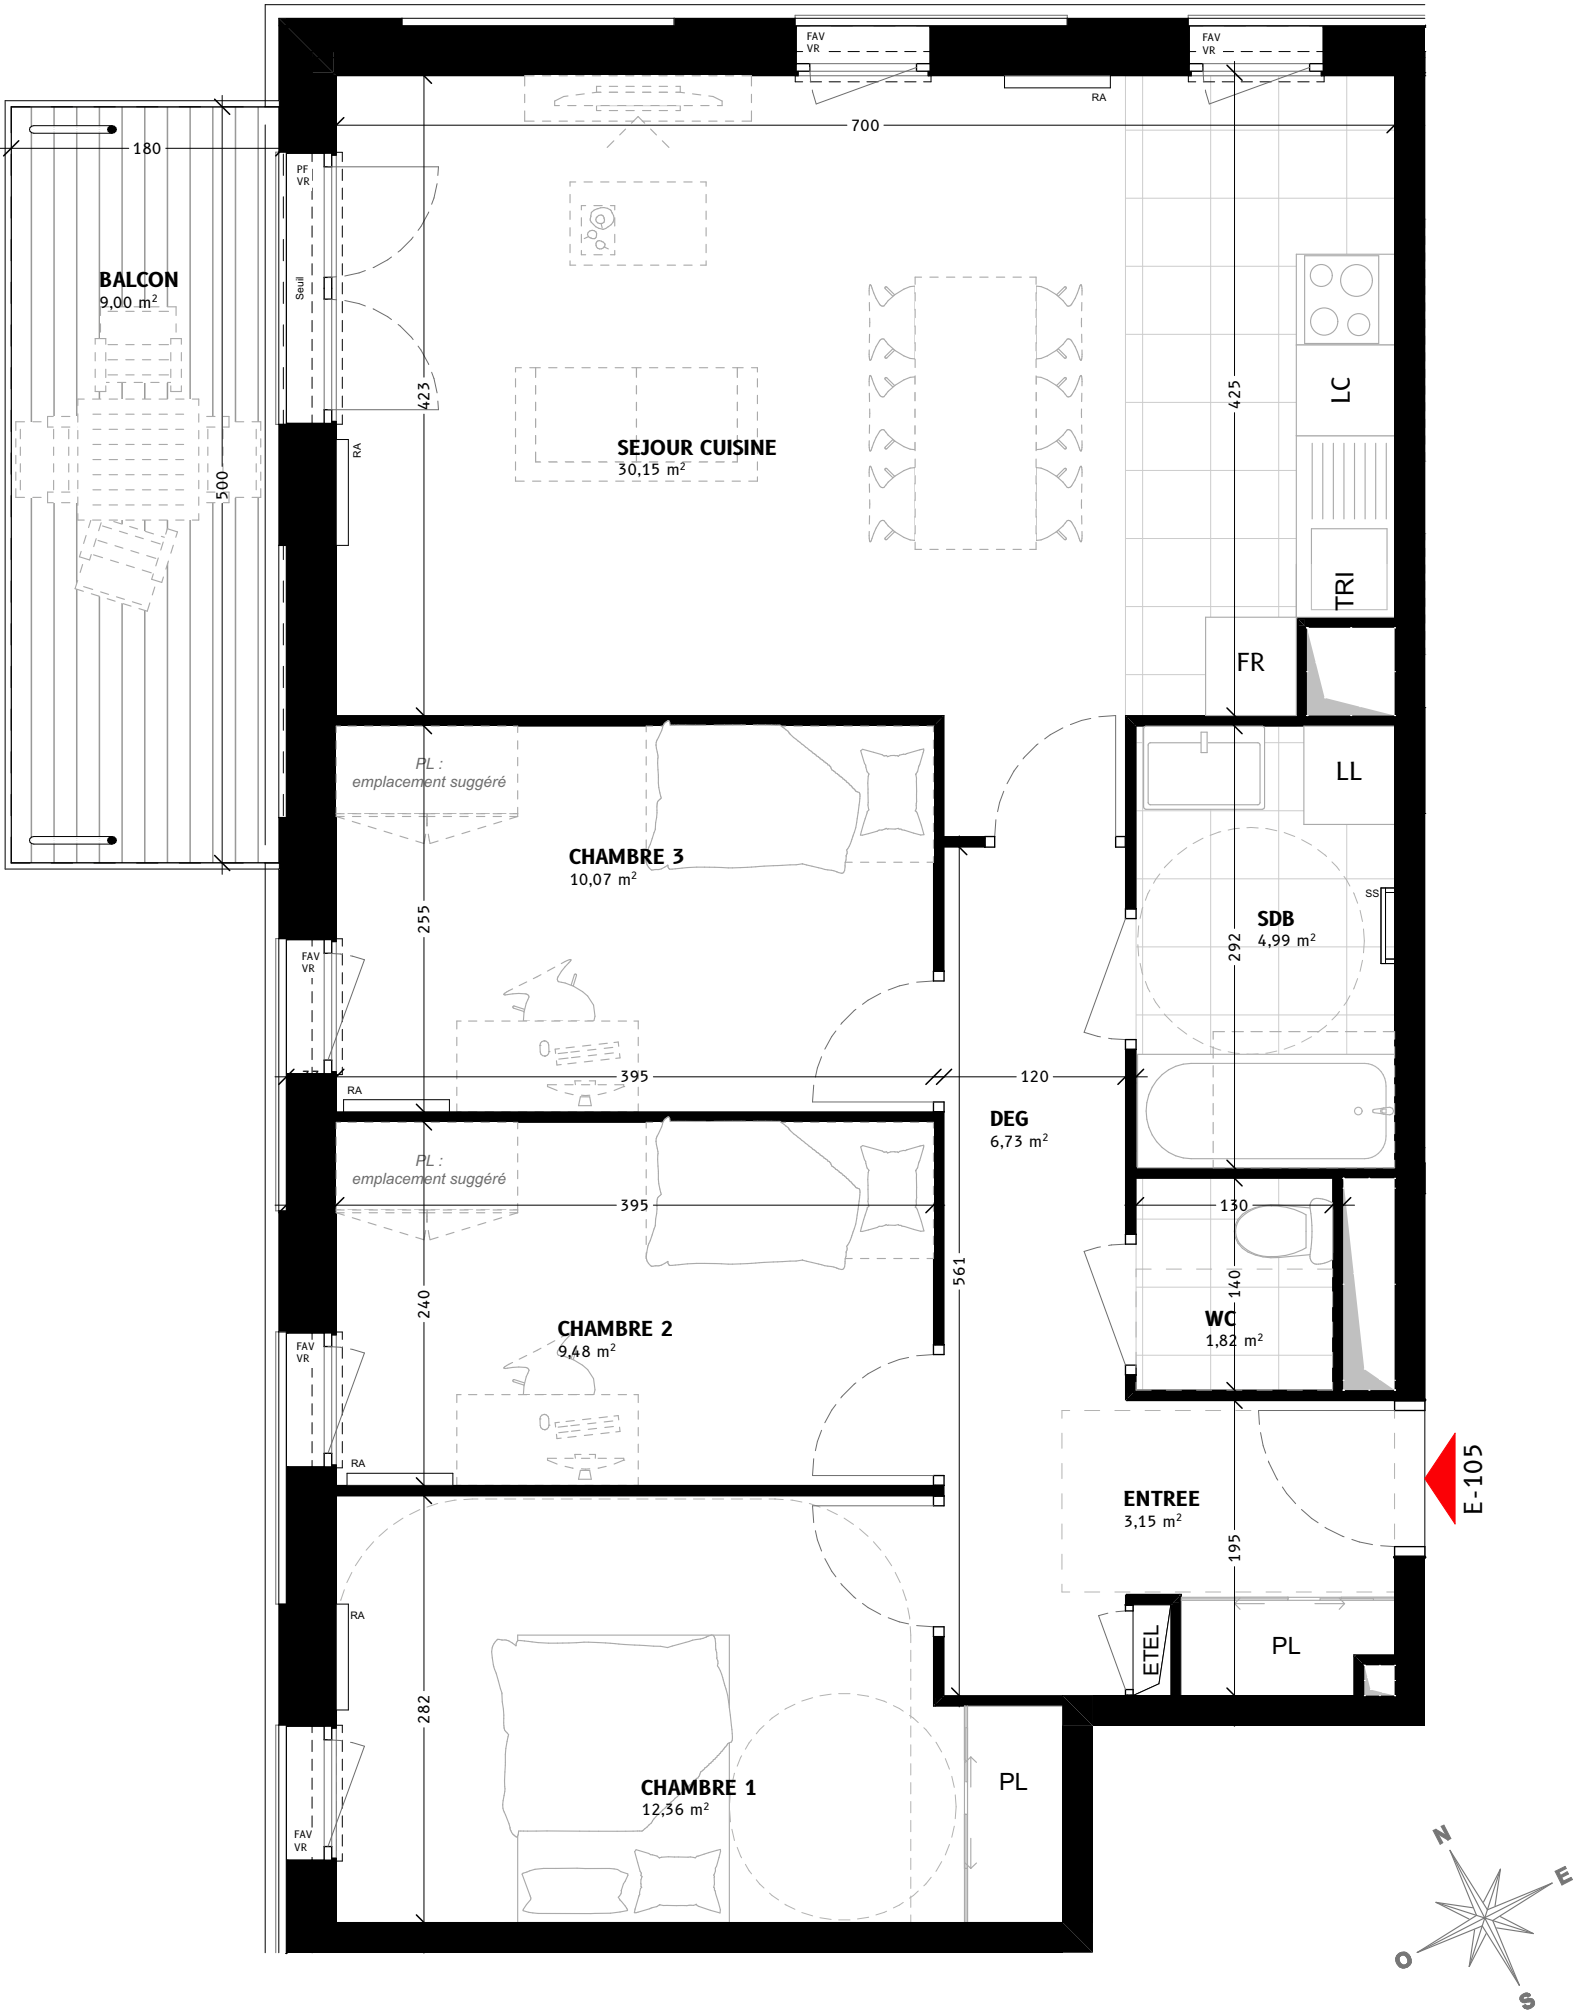 FAV
VR
FAV
VR
RA
700
180
PF
VR
Seuil
BALCON
9,00 m²
423
425
LC
RA
SEJOUR CUISINE
30,15 m²
500
TRI
FR
PL :
emplacement suggéré
LL
CHAMBRE 3
10,07 m²
SS
255
SDB
4,99 m²
292
FAV
VR
395
120
RA
DEG
6,73 m²
PL :
emplacement suggéré
395
130
561
240
140
CHAMBRE 2
9,48 m²
WC
1,82 m²
FAV
VR
RA
E-105
ENTREE
3,15 m²
195
RA
ETEL
PL
282
CHAMBRE 1
12,36 m²
PL
FAV
VR
N
E
O
S